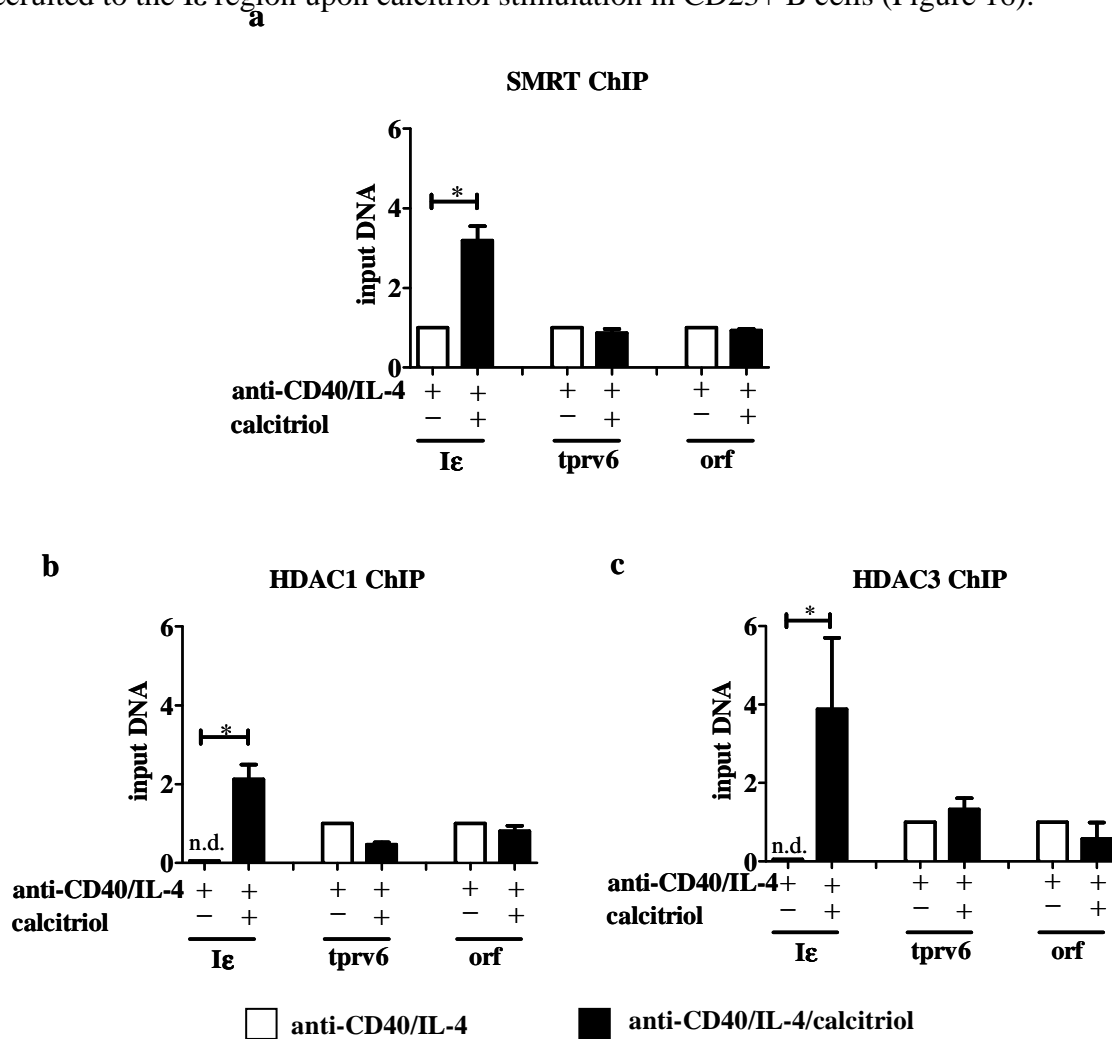 recruited to the Iε region upon calcitriol stimulation in CD23+ B cells (Figure 16).
a
SMRT ChIP
input DNA
6
4
2
0
*
anti-CD40/IL-4 + + + + + +
calcitriol − + − + − +
Iε tprv6 orf
b
HDAC1 ChIP
input DNA
6
4
2
0
*
n.d.
anti-CD40/IL-4 + + + + + +
calcitriol − + − + − +
Iε tprv6 orf
c
HDAC3 ChIP
input DNA
6
4
2
0
*
n.d.
anti-CD40/IL-4 + + + + + +
calcitriol − + − + − +
Iε tprv6 orf
anti-CD40/IL-4 anti-CD40/IL-4/calcitriol